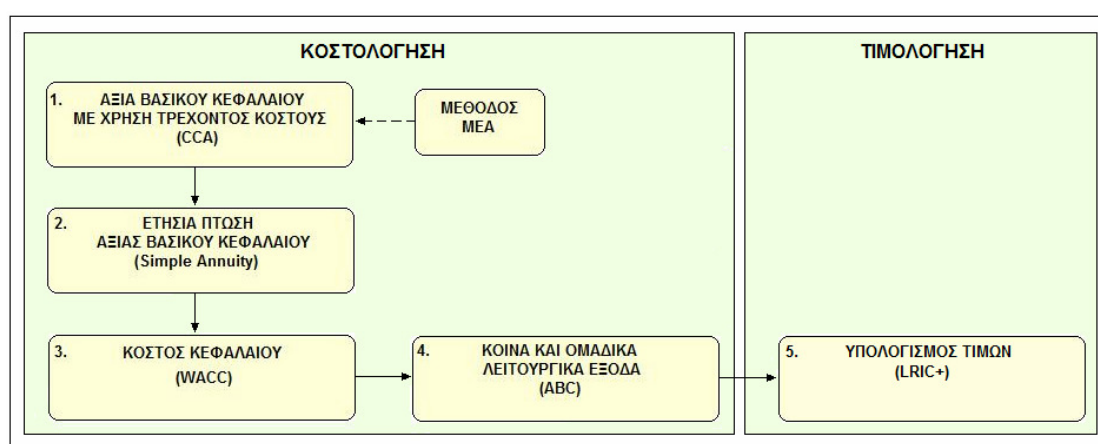 ΚΟΣΤΟΛΟΓΗΣΗ
1. ΑΞΙΑ ΒΑΣΙΚΟΥ ΚΕΦΑΛΑΙΟΥ
ΜΕ ΧΡΗΣΗ ΤΡΕΧΟΝΤΟΣ ΚΟΣΤΟΥΣ
(CCA)
ΜΕΘΟΔΟΣ
ΜΕΑ
2. ΕΤΗΣΙΑ ΠΤΩΣΗ
ΑΞΙΑΣ ΒΑΣΙΚΟΥ ΚΕΦΑΛΑΙΟΥ
(Simple Annuity)
3. ΚΟΣΤΟΣ ΚΕΦΑΛΑΙΟΥ
(WACC)
4. ΚΟΙΝΑ ΚΑΙ ΟΜΑΔΙΚΑ
ΛΕΙΤΟΥΡΓΙΚΑ ΕΞΟΔΑ
(ABC)
ΤΙΜΟΛΟΓΗΣΗ
5. ΥΠΟΛΟΓΙΣΜΟΣ ΤΙΜΩΝ
(LRIC+)